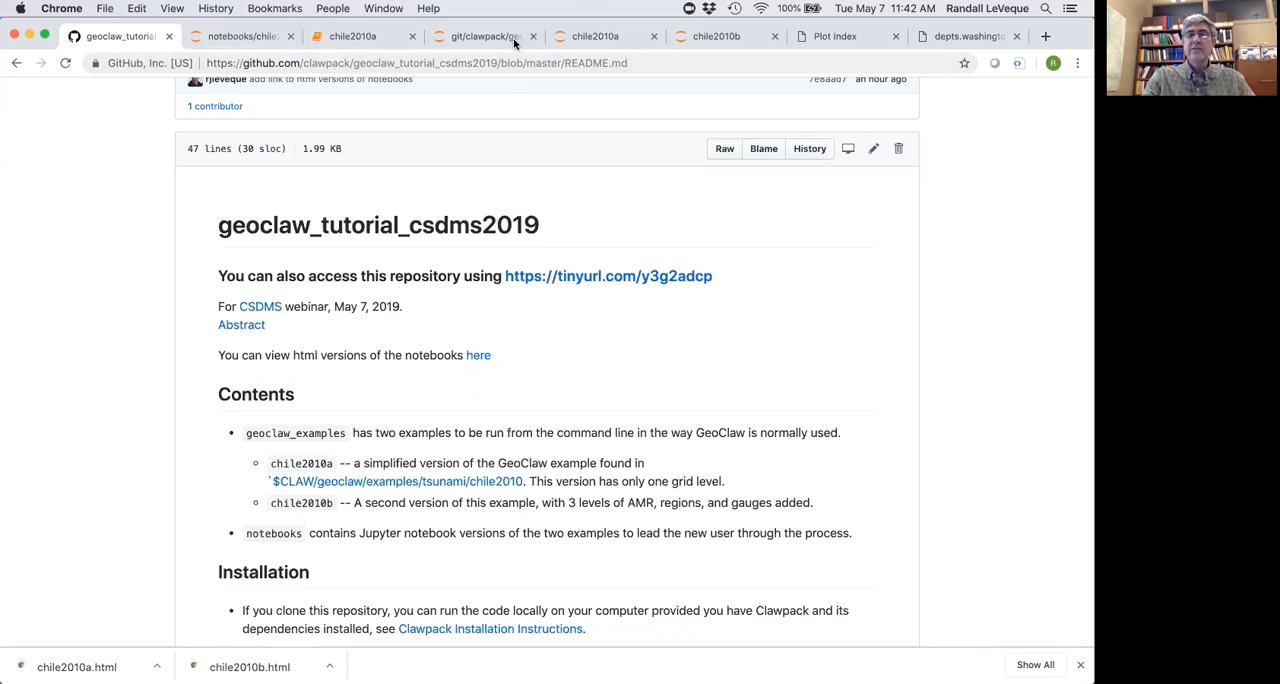 Chrome File Edit View History Bookmarks People Window Help 100% Tue May 7 11:42 AM Randall LeVeque
geoclaw_tutorial notebooks/chile chile2010a git/clawpack/ge chile2010a chile2010b Plot Index depts.washingto
GitHub, Inc. [US] https://github.com/clawpack/geoclaw_tutorial_csdms2019/blob/master/README.md R
rjleveque add link to html versions of notebooks 7e8aad7 an hour ago
1 contributor
47 lines (30 sloc) 1.99 KB Raw Blame History
geoclaw_tutorial_csdms2019
You can also access this repository using https://tinyurl.com/y3g2adcp
For CSDMS webinar, May 7, 2019.
Abstract
You can view html versions of the notebooks here
Contents
• geoclaw_examples has two examples to be run from the command line in the way GeoClaw is normally used.
chile2010a -- a simplified version of the GeoClaw example found in
`$CLAW/geoclaw/examples/tsunami/chile2010. This version has only one grid level.
chile2010b -- A second version of this example, with 3 levels of AMR, regions, and gauges added.
• notebooks contains Jupyter notebook versions of the two examples to lead the new user through the process.
Installation
• If you clone this repository, you can run the code locally on your computer provided you have Clawpack and its
dependencies installed, see Clawpack Installation Instructions.
chile2010a.html chile2010b.html Show All